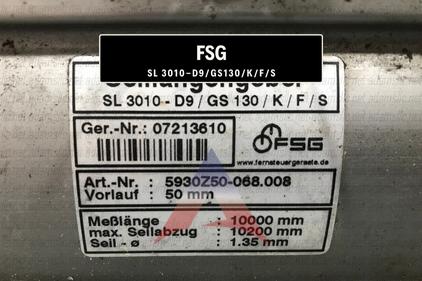 FSG
SL 3010-D9/GS130/K/F/S
SL 3010 - D9 / GS 130 / K / F / S
Ger.-Nr.: 07213610
FSG
www.fernsteuergeraete.de
Art.-Nr. : 5930Z50-068.008
Vorlauf : 50 mm
Meßlänge : 10000 mm
max. Seilabzug : 10200 mm
Seil - ø : 1.35 mm